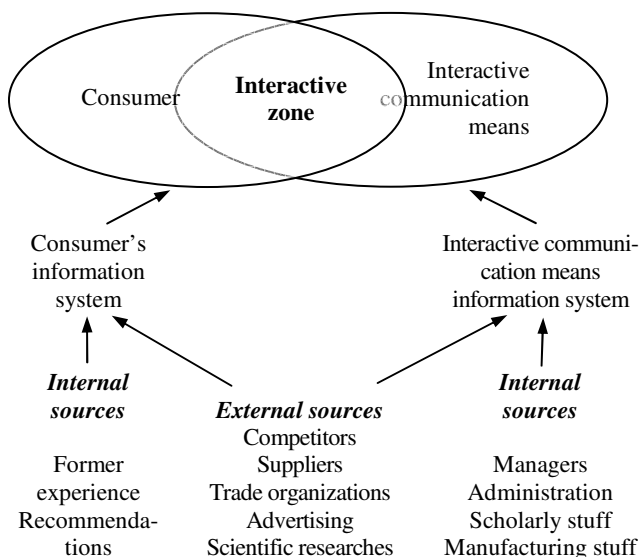 Consumer
Interactive
zone
Interactive
communication
means
Consumer's
information
system
Interactive communi-
cation means
information system
Internal
sources
Former
experience
Recommenda-
tions
External sources
Competitors
Suppliers
Trade organizations
Advertising
Scientific researches
Internal
sources
Managers
Administration
Scholarly stuff
Manufacturing stuff